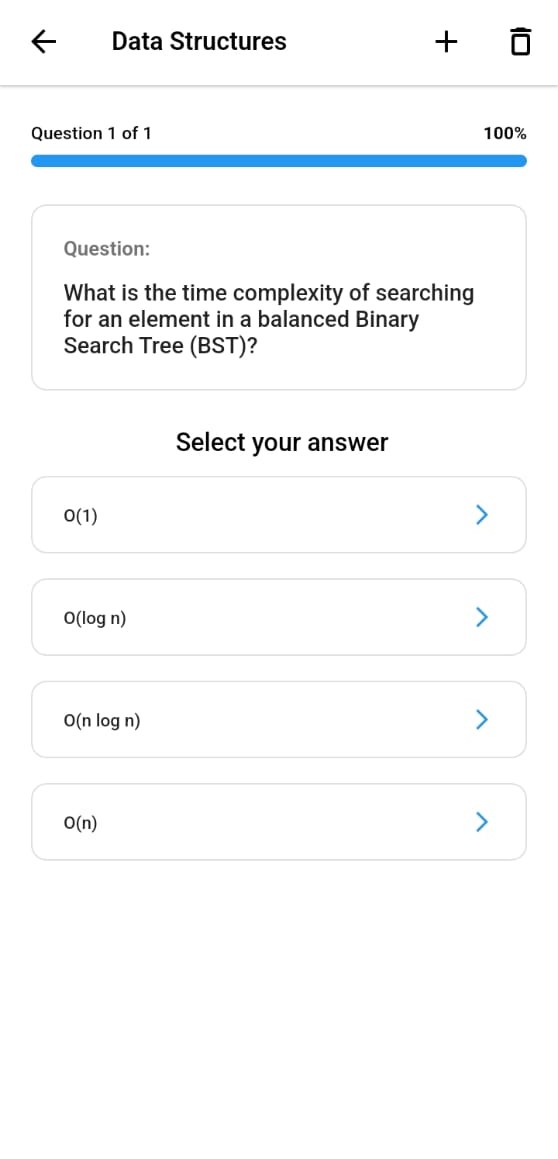 Data Structures
Question 1 of 1 100%
Question:
What is the time complexity of searching
for an element in a balanced Binary
Search Tree (BST)?
Select your answer
O(1)
O(log n)
O(n log n)
O(n)